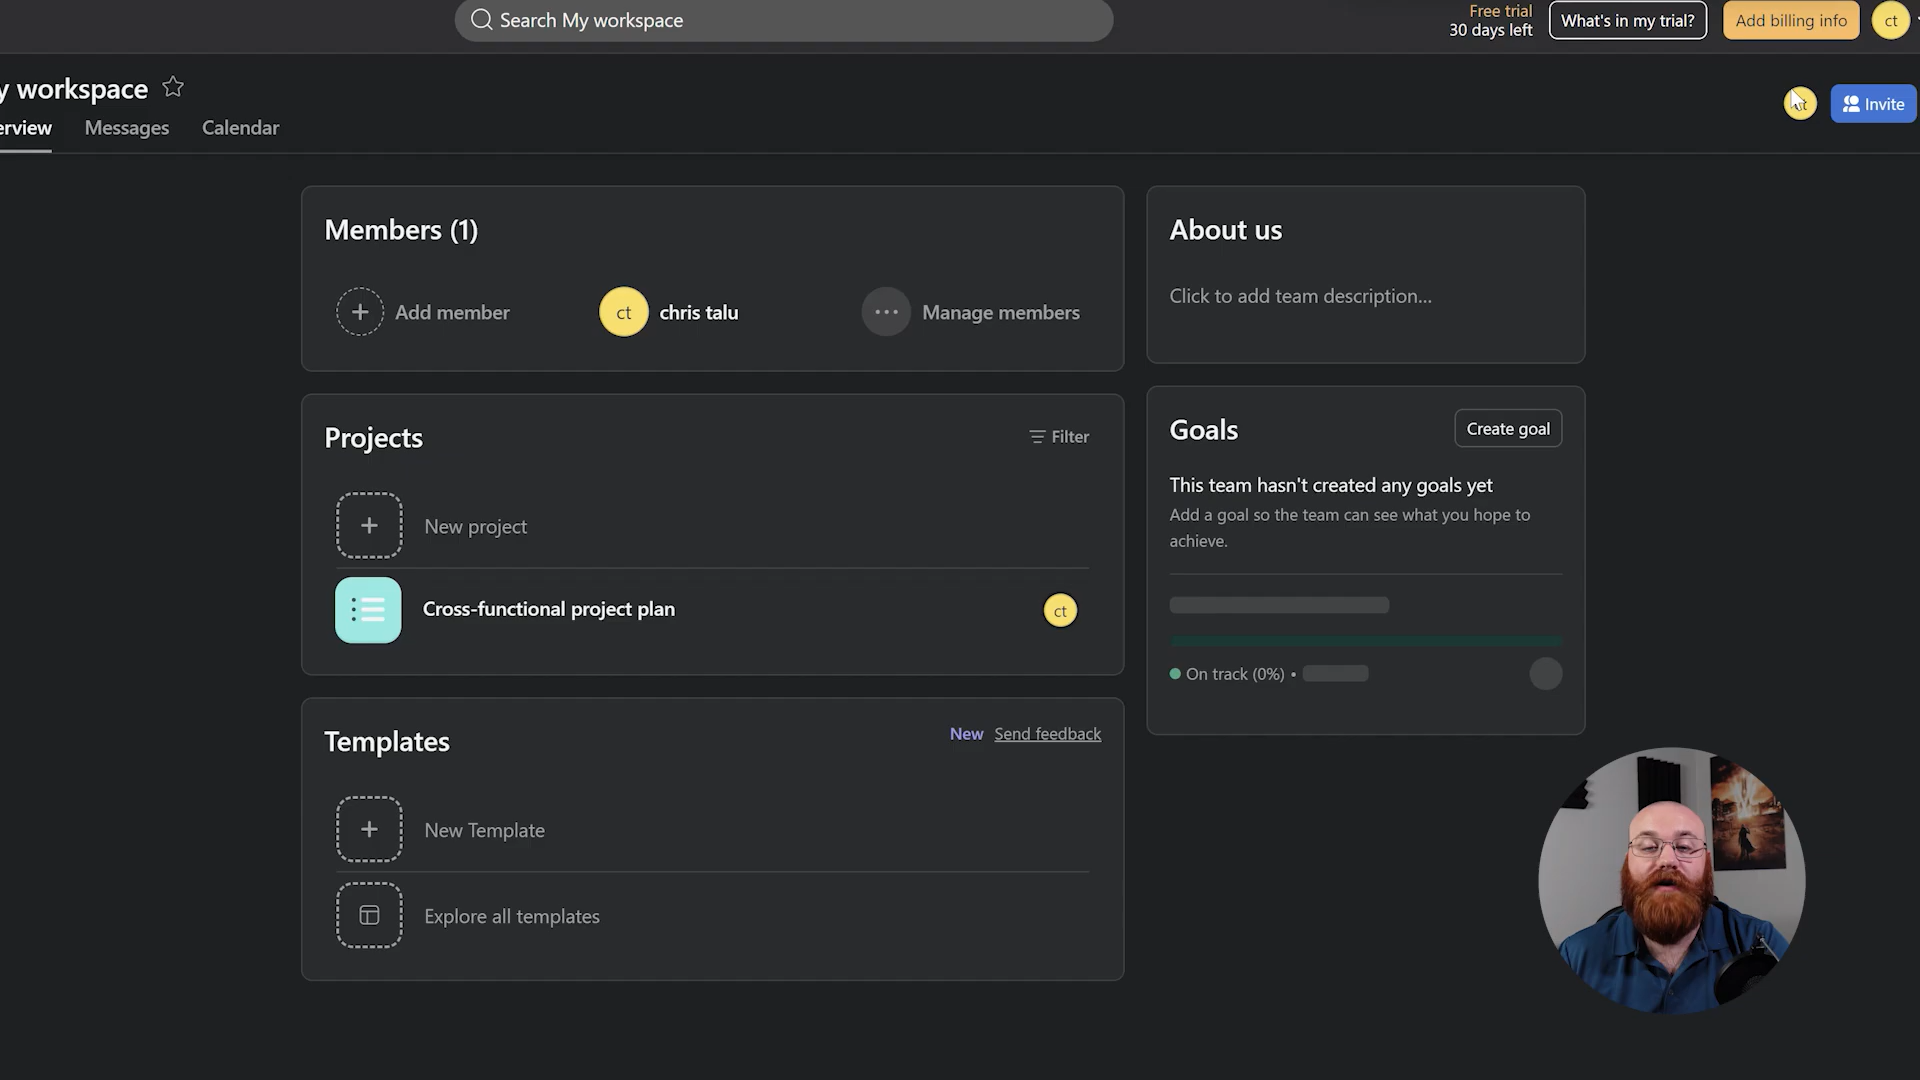 Search My workspace
Free trial
30 days left
What's in my trial?
Add billing info
ct
y workspace
Invite
erview
Messages
Calendar
Members (1)
Add member
ct
chris talu
Manage members
About us
Click to add team description...
Projects
Filter
New project
Cross-functional project plan
ct
Goals
Create goal
This team hasn't created any goals yet
Add a goal so the team can see what you hope to
achieve.
On track (0%) •
Templates
New
Send feedback
New Template
Explore all templates